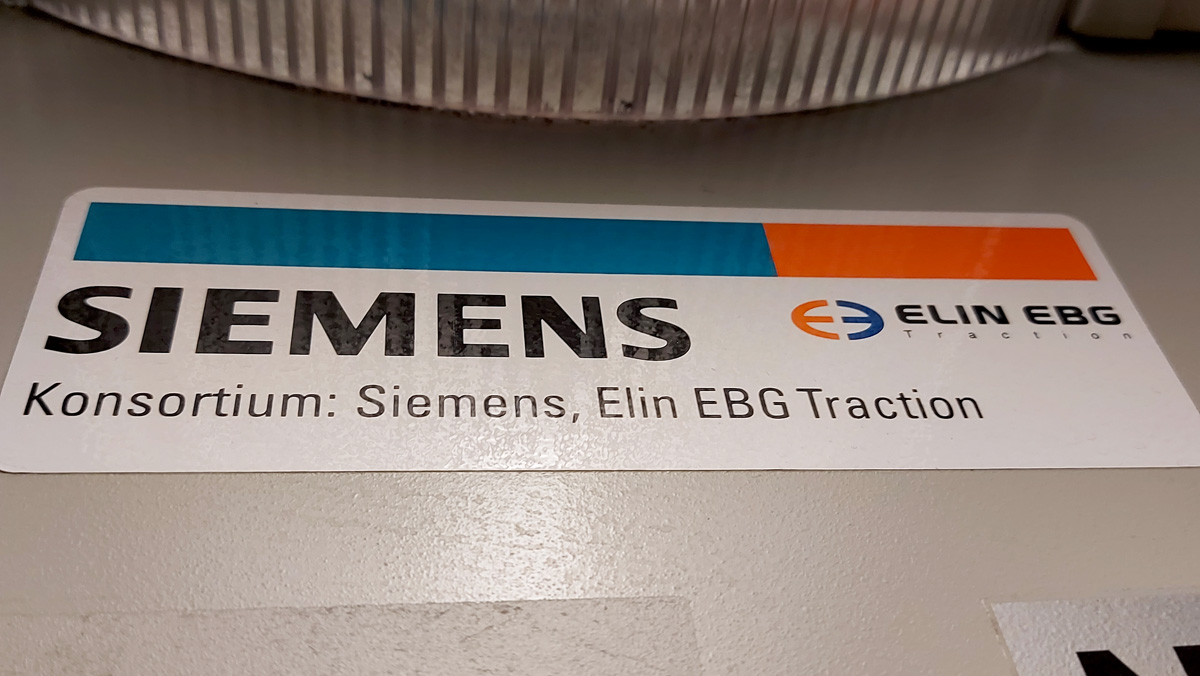 SIEMENS
ELIN EBG
Traction
Konsortium: Siemens, Elin EBG Traction